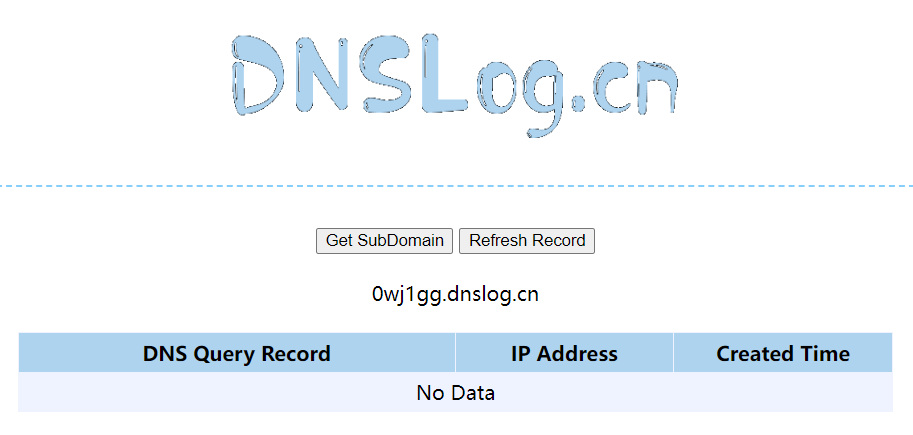 DNSLog.cn
Get SubDomain Refresh Record
0wj1gg.dnslog.cn
DNS Query Record IP Address Created Time
No Data